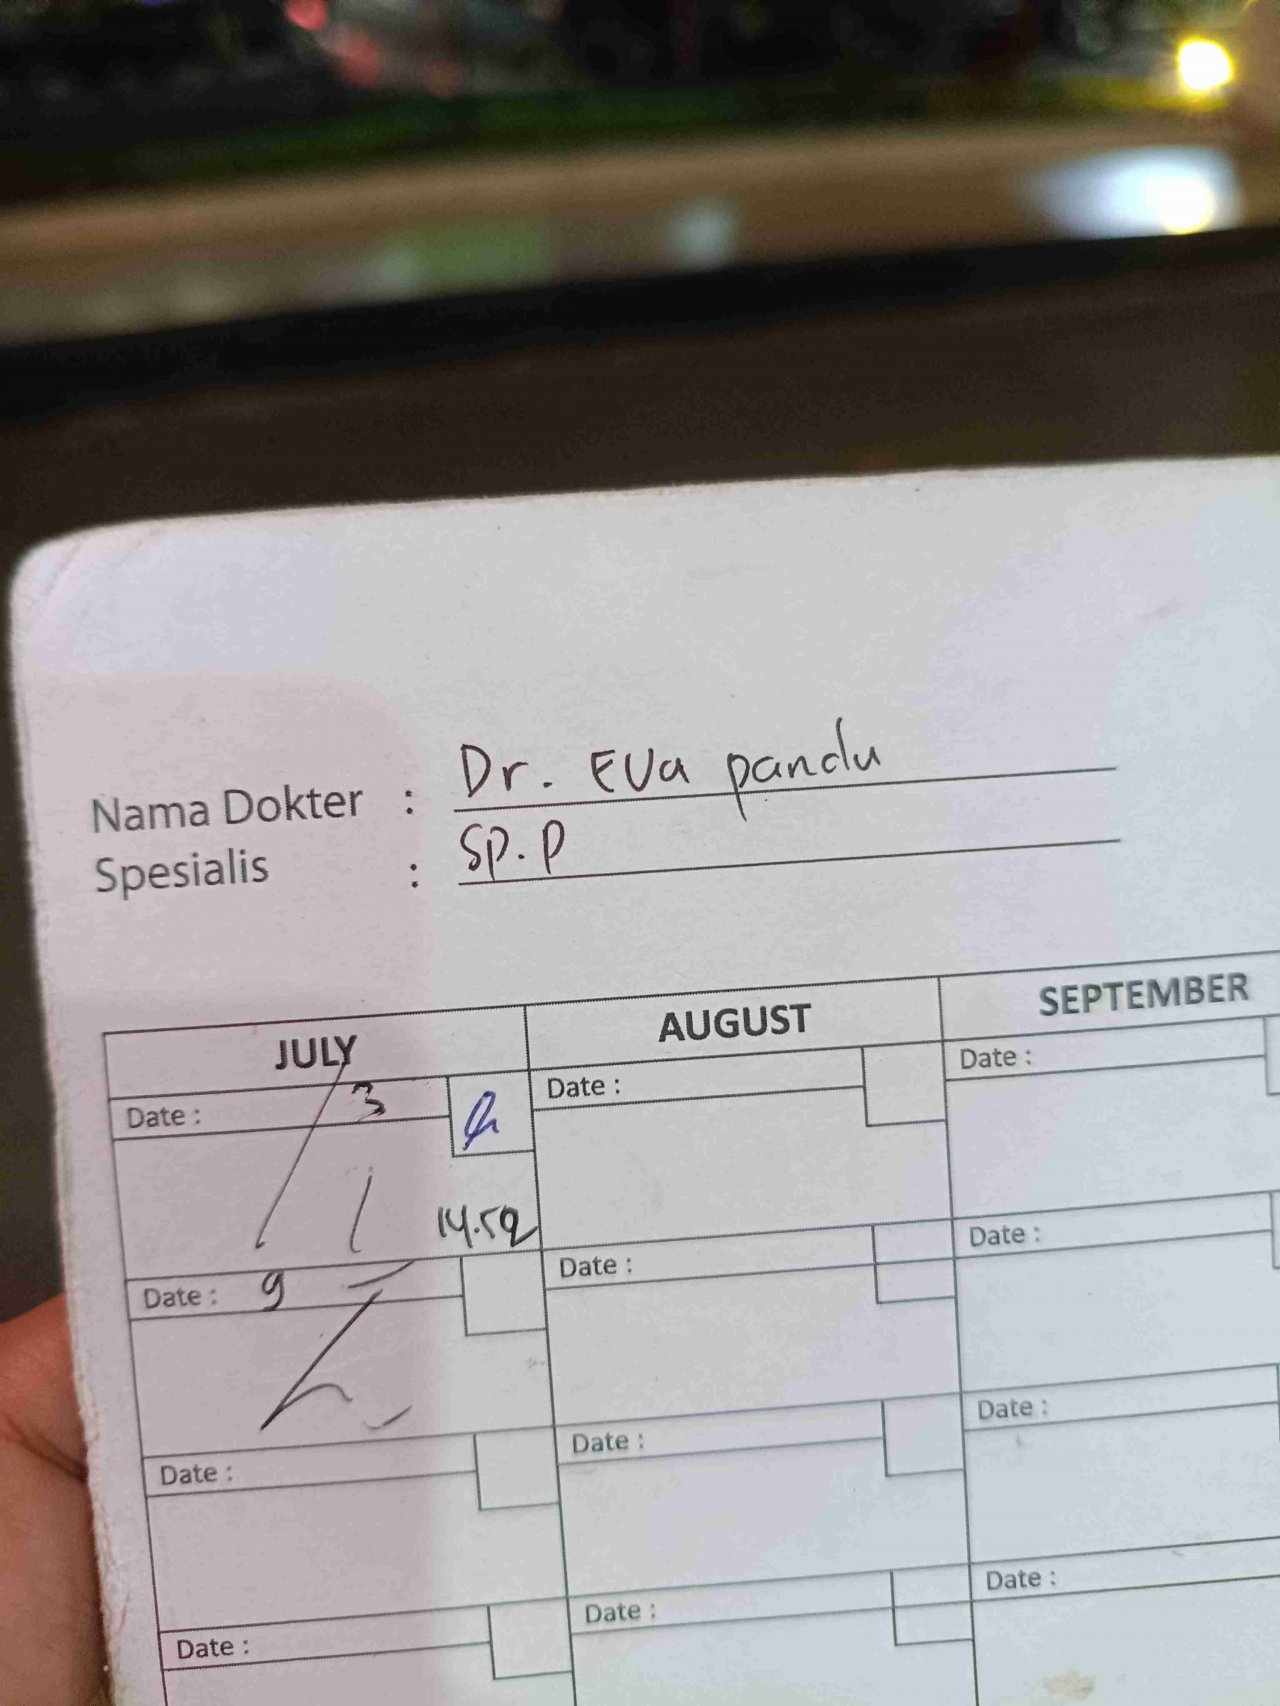 Nama Dokter : Dr. Eva pandu
Spesialis : Sp. P
JULY AUGUST SEPTEMBER
Date : 3 Date : Date :
14.52
Date : 9 Date : Date :
Date : Date : Date :
Date : Date : Date :